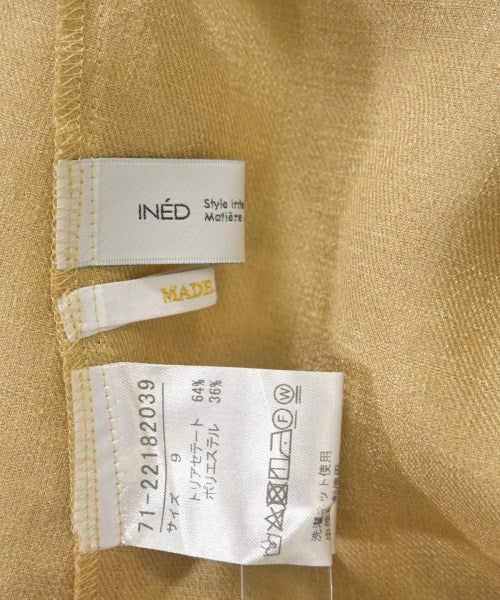 INÉD
Style inté
Matière
MADE
71-22182039
サイズ 9
トリアセテート 64%
ポリエステル 36%
F W
洗濯ネット使用